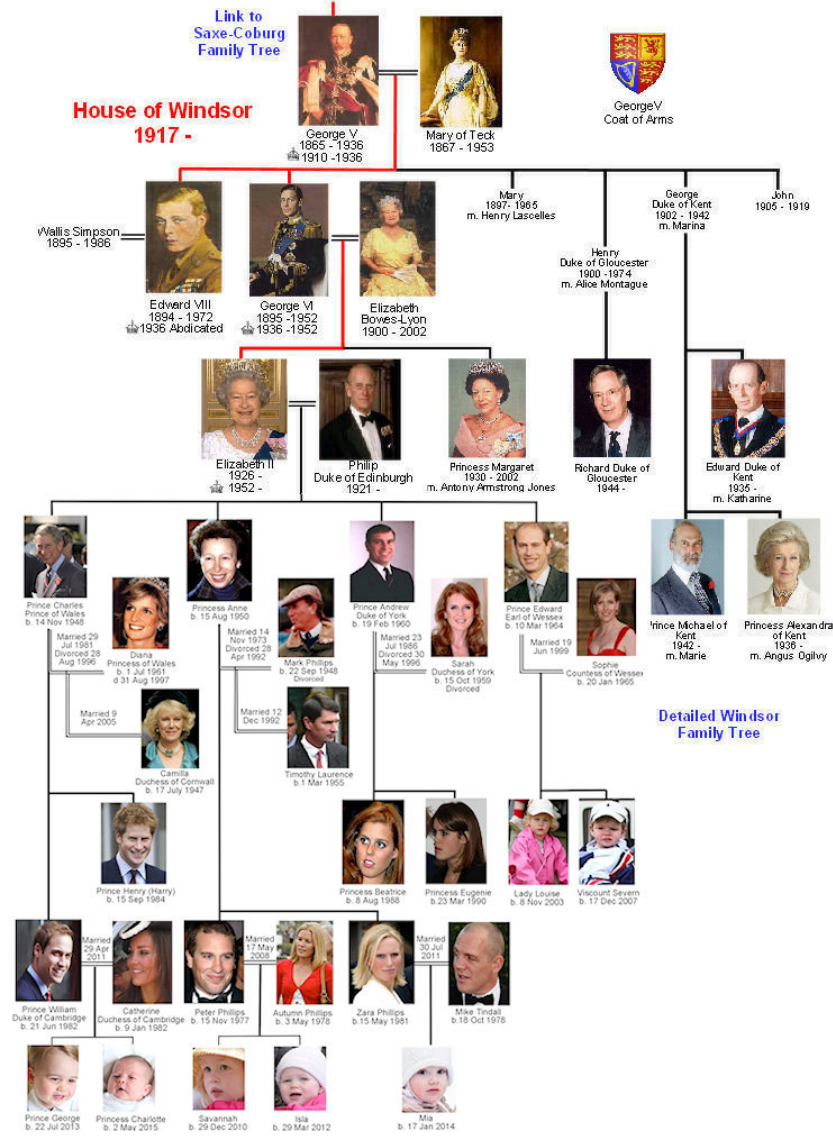 Link to
Saxe-Coburg
Family Tree
House of Windsor
1917 -
George V
1865 - 1936
1910 -1936
Mary of Teck
1867 - 1953
GeorgeV
Coat of Arms
Wallis Simpson
1895 - 1986
Edward VIII
1894 - 1972
1936 Abdicated
George VI
1895 -1952
1936 -1952
Elizabeth
Bowes-Lyon
1900 - 2002
Mary
1897- 1965
m. Henry Lascelles
Henry
Duke of Gloucester
1900 -1974
m. Alice Montague
George
Duke of Kent
1902 - 1942
m. Marina
John
1905 - 1919
Elizabeth II
1926 -
1952 -
Philip
Duke of Edinburgh
1921 -
Princess Margaret
1930 - 2002
m. Antony Armstrong Jones
Richard Duke of
Gloucester
1944 -
Edward Duke of
Kent
1935 -
m. Katharine
Prince Charles
Prince of Wales
b. 14 Nov 1948
Married 29
Jul 1981
Divorced 28
Aug 1996
Diana
Princess of Wales
b. 1 Jul 1961
d 31 Aug 1997
Married 9
Apr 2005
Camilla
Duchess of Cornwall
b. 17 July 1947
Princess Anne
b. 15 Aug 1950
Married 14
Nov 1973
Divorced 28
Apr 1992
Mark Phillips
b. 22 Sep 1948
Divorced
Married 12
Dec 1992
Timothy Laurence
b.1 Mar 1955
Prince Andrew
Duke of York
b. 19 Feb 1960
Married 23
Jul 1986
Divorced 30
May 1996
Sarah
Duchess of York
b. 15 Oct 1959
Divorced
Prince Edward
Earl of Wessex
b. 10 Mar 1964
Married 19
Jun 1999
Sophie
Countess of Wessex
b. 20 Jan 1965
Prince Michael of
Kent
1942 -
m. Marie
Princess Alexandra
of Kent
1936 -
m. Angus Ogilvy
Detailed Windsor
Family Tree
Prince Henry (Harry)
b. 15 Sep 1984
Princess Beatrice
b. 8 Aug 1988
Princess Eugenie
b.23 Mar 1990
Lady Louise
b. 8 Nov 2003
Viscount Severn
b. 17 Dec 2007
Prince William
Duke of Cambridge
b. 21 Jun 1982
Married
29 Apr
2011
Catherine
Duchess of Cambridge
b. 9 Jan 1982
Peter Phillips
b. 15 Nov 1977
Married
17 May
2008
Autumn Phillips
b. 3 May 1978
Zara Phillips
b.15 May 1981
Married
30 Jul
2011
Mike Tindall
b.18 Oct 1978
Prince George
b. 22 Jul 2013
Princess Charlotte
b. 2 May 2015
Savannah
b. 29 Dec 2010
Isla
b. 29 Mar 2012
Mia
b. 17 Jan 2014